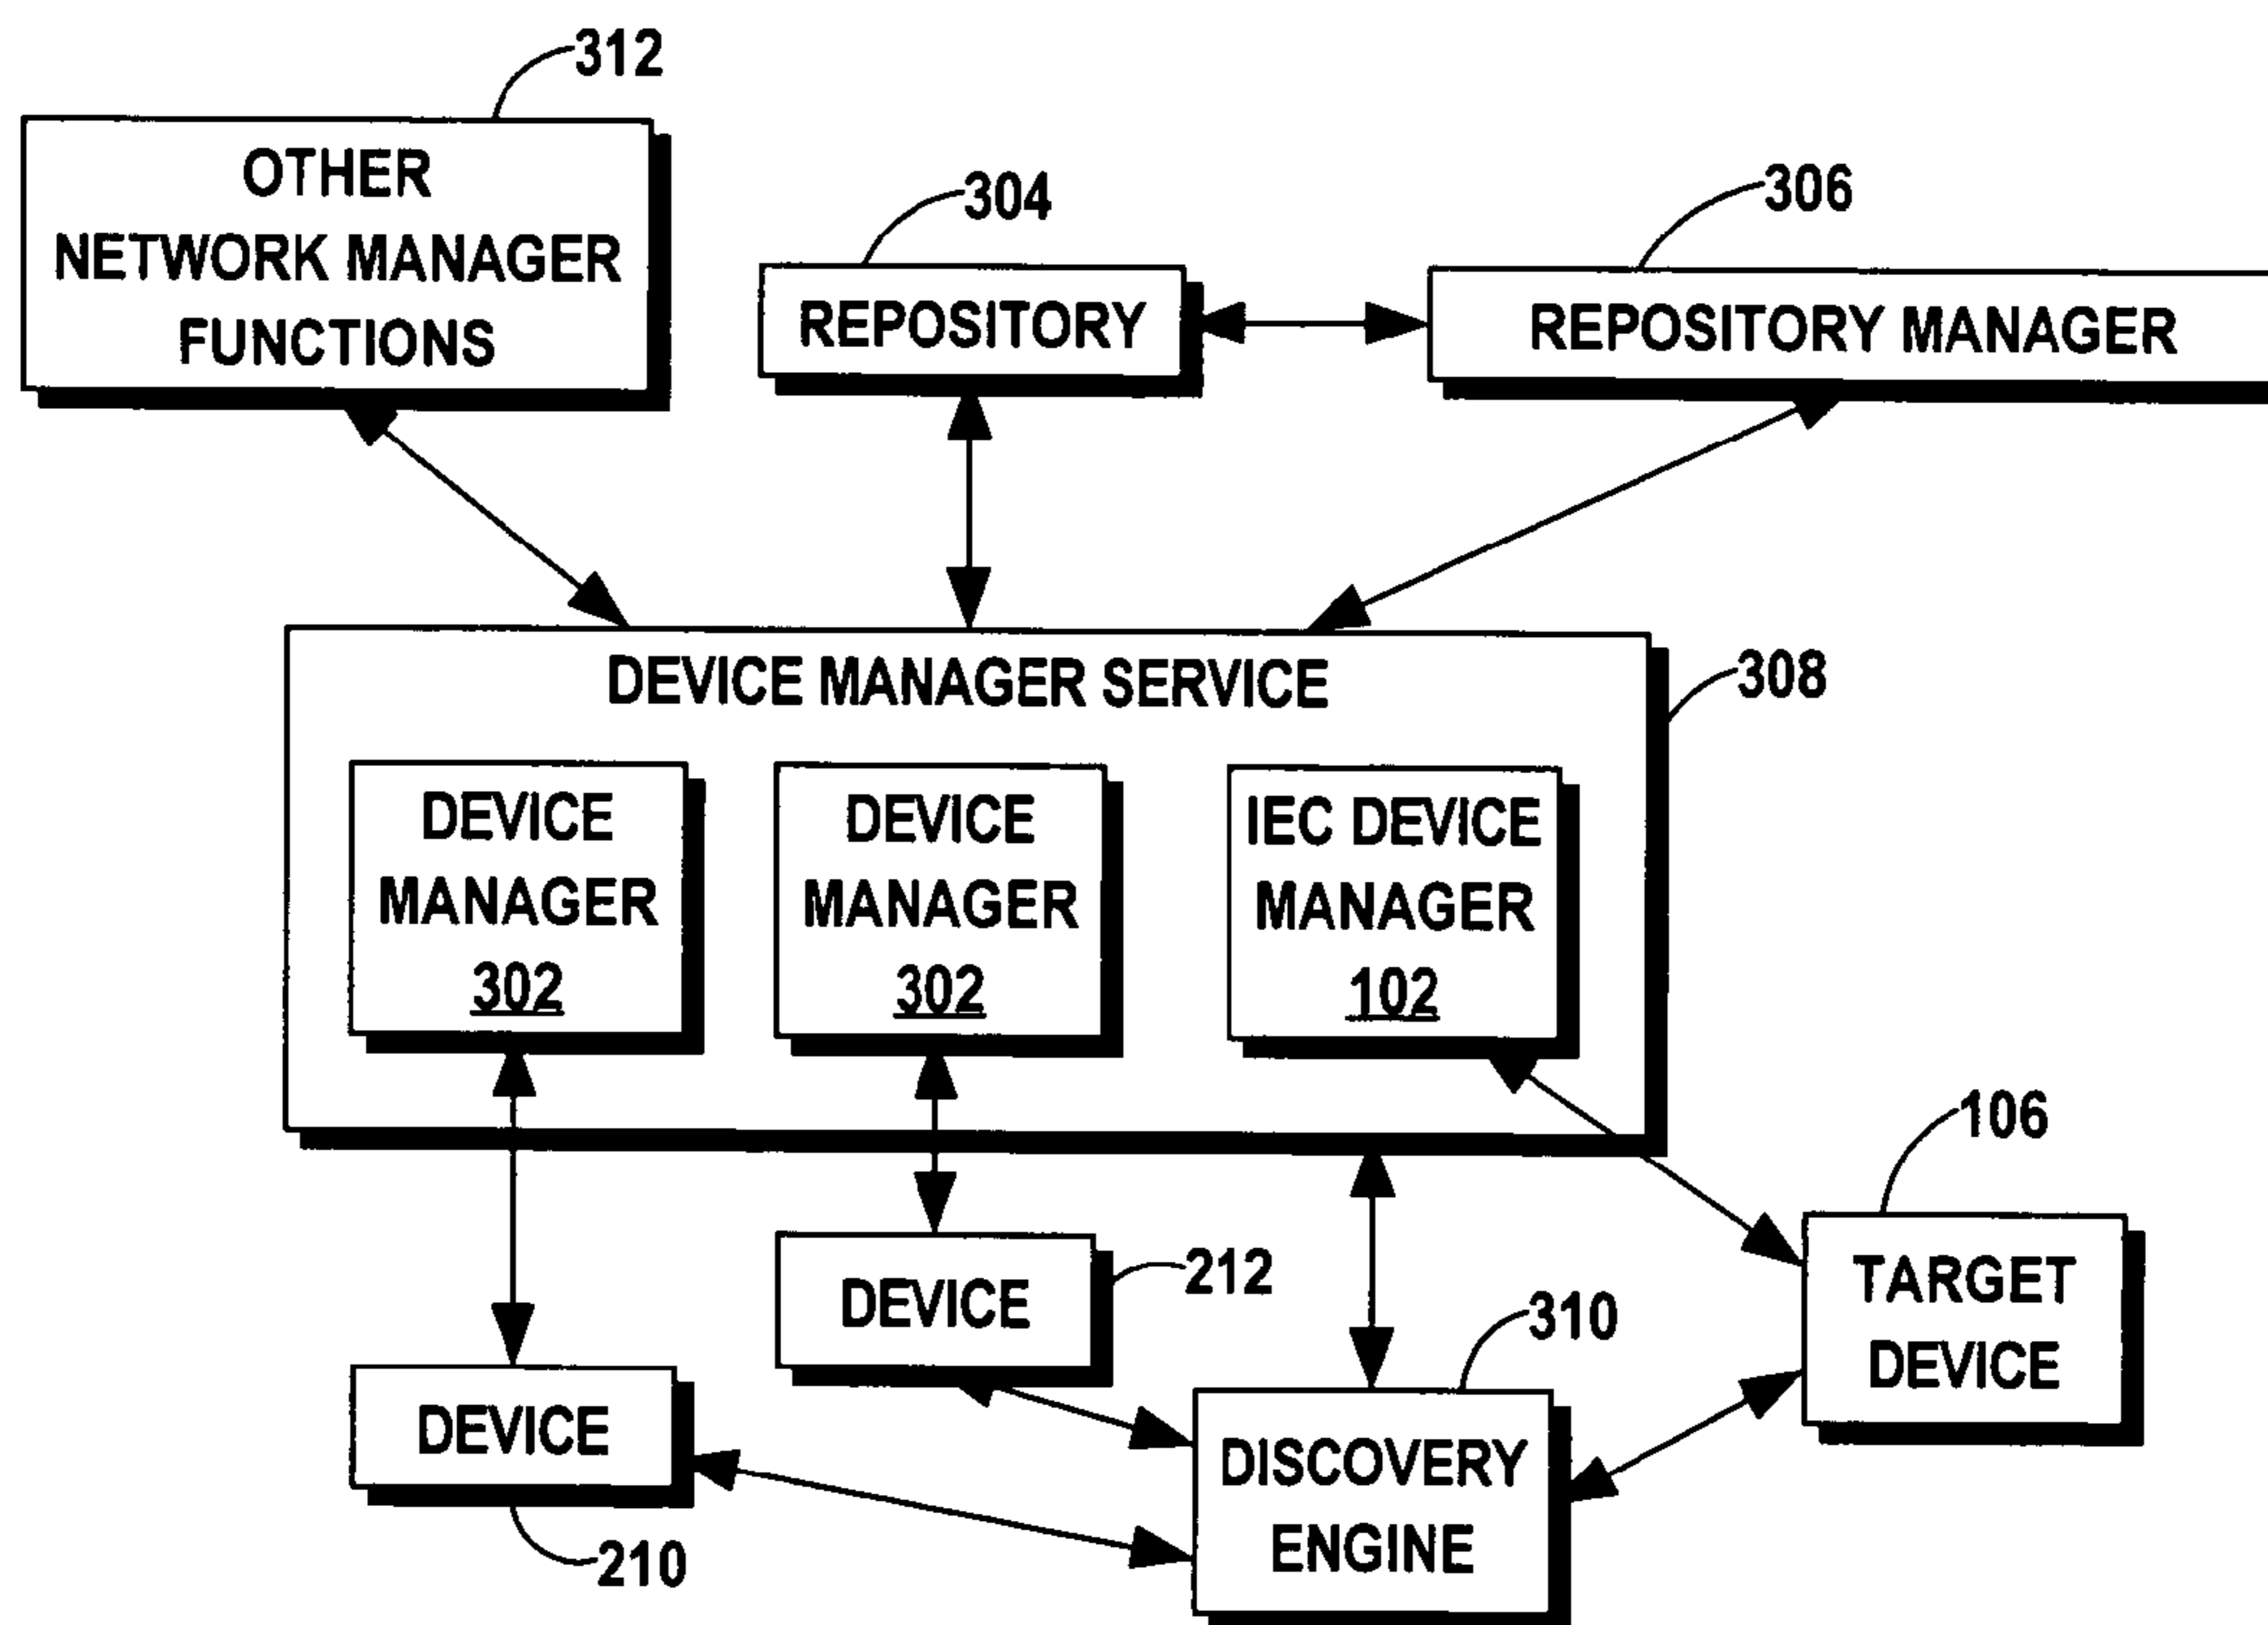 312
OTHER
NETWORK MANAGER
FUNCTIONS
304
REPOSITORY
306
REPOSITORY MANAGER
DEVICE MANAGER SERVICE
308
DEVICE
MANAGER
302
DEVICE
MANAGER
302
IEC DEVICE
MANAGER
102
106
TARGET
DEVICE
DEVICE
212
310
DEVICE
210
DISCOVERY
ENGINE